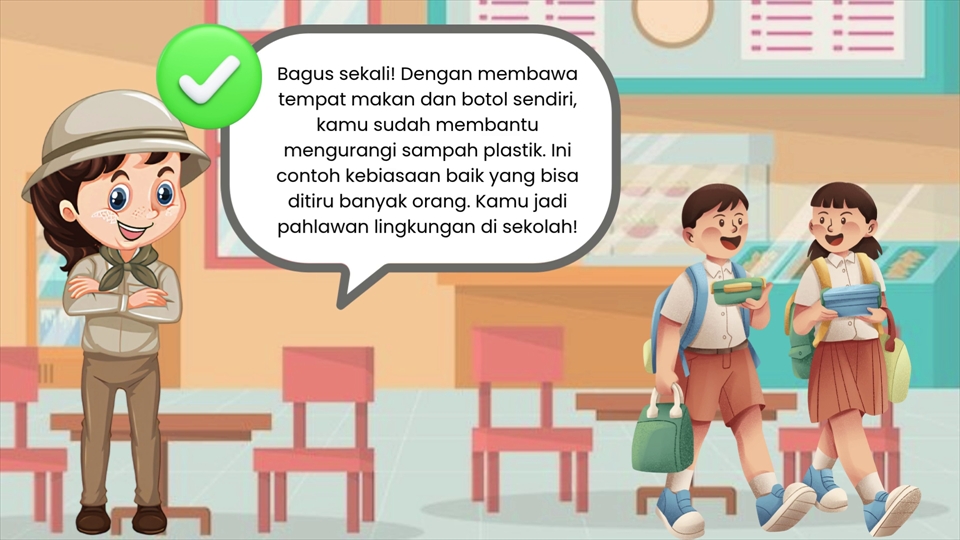 Bagus sekali! Dengan membawa
tempat makan dan botol sendiri,
kamu sudah membantu
mengurangi sampah plastik. Ini
contoh kebiasaan baik yang bisa
ditiru banyak orang. Kamu jadi
pahlawan lingkungan di sekolah!